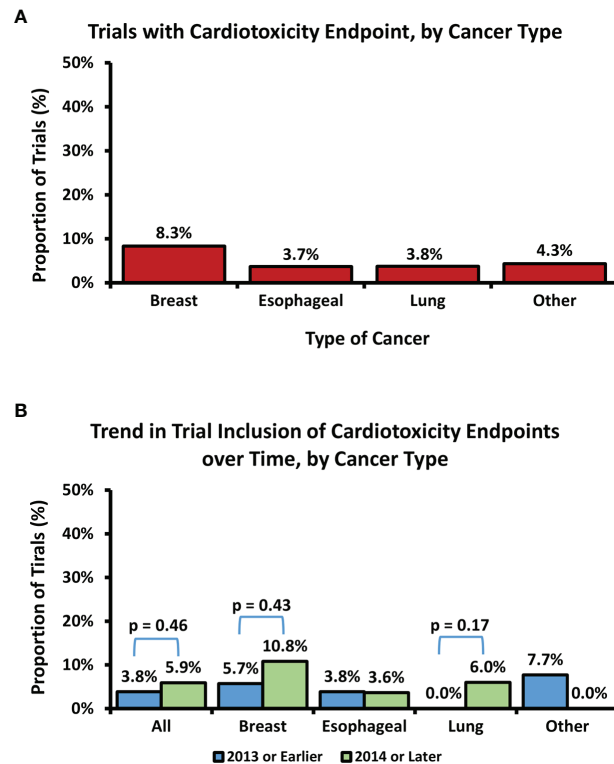 A
Trials with Cardiotoxicity Endpoint, by Cancer Type
Proportion of Trials (%)
50%
40%
30%
20%
10%
0%
8.3%
3.7%
3.8%
4.3%
Breast
Esophageal
Lung
Other
Type of Cancer
B
Trend in Trial Inclusion of Cardiotoxicity Endpoints
over Time, by Cancer Type
Proportion of Tirals (%)
50%
40%
30%
20%
10%
0%
p = 0.46
p = 0.43
p = 0.17
3.8%
5.9%
5.7%
10.8%
3.8%
3.6%
0.0%
6.0%
7.7%
0.0%
All
Breast
Esophageal
Lung
Other
2013 or Earlier
2014 or Later